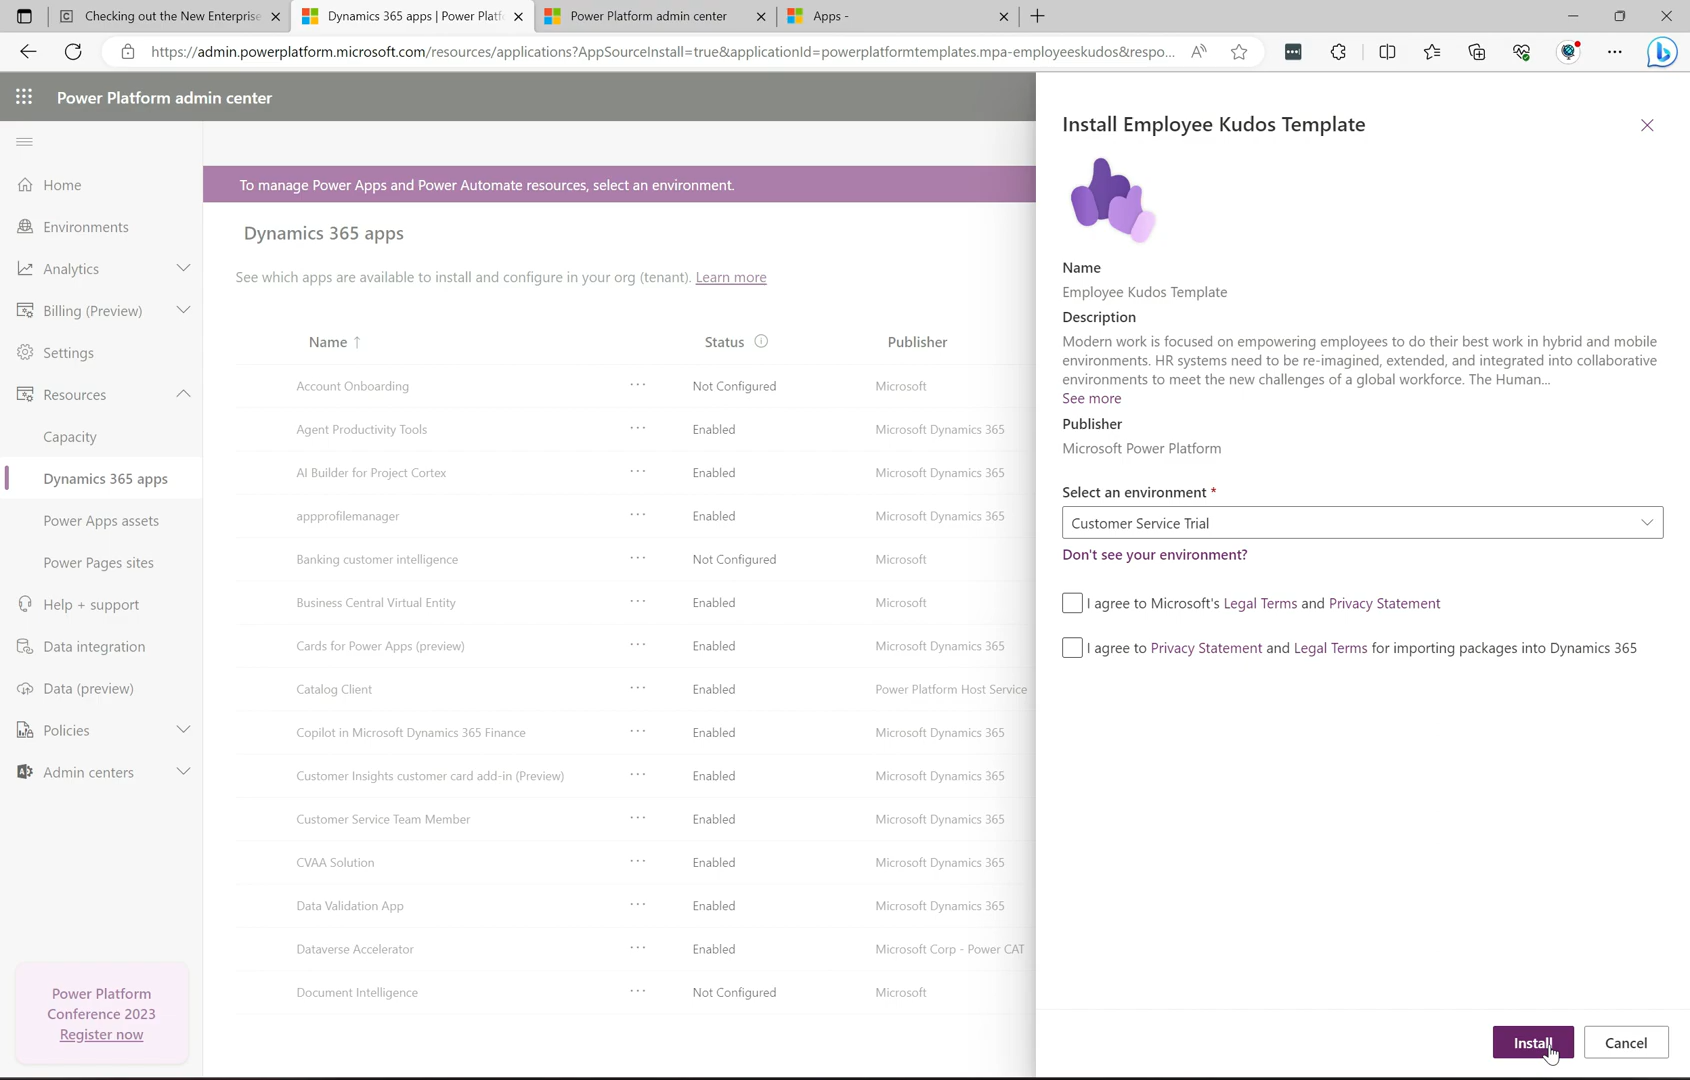 Checking out the New Enterprise
Dynamics 365 apps | Power Platf
Power Platform admin center
Apps -
https://admin.powerplatform.microsoft.com/resources/applications?AppSourceInstall=true&applicationId=powerplatformtemplates.mpa-employeeskudos&respo...
Power Platform admin center
Home
Environments
Analytics
Billing (Preview)
Settings
Resources
Capacity
Dynamics 365 apps
Power Apps assets
Power Pages sites
Help + support
Data integration
Data (preview)
Policies
Admin centers
Power Platform
Conference 2023
Register now
To manage Power Apps and Power Automate resources, select an environment.
Dynamics 365 apps
See which apps are available to install and configure in your org (tenant). Learn more
Name ↑ Status Publisher
Account Onboarding ... Not Configured Microsoft
Agent Productivity Tools ... Enabled Microsoft Dynamics 365
AI Builder for Project Cortex ... Enabled Microsoft Dynamics 365
appprofilemanager ... Enabled Microsoft Dynamics 365
Banking customer intelligence ... Not Configured Microsoft
Business Central Virtual Entity ... Enabled Microsoft
Cards for Power Apps (preview) ... Enabled Microsoft Dynamics 365
Catalog Client ... Enabled Power Platform Host Service
Copilot in Microsoft Dynamics 365 Finance ... Enabled Microsoft Dynamics 365
Customer Insights customer card add-in (Preview) ... Enabled Microsoft Dynamics 365
Customer Service Team Member ... Enabled Microsoft Dynamics 365
CVAA Solution ... Enabled Microsoft Dynamics 365
Data Validation App ... Enabled Microsoft Dynamics 365
Dataverse Accelerator ... Enabled Microsoft Corp - Power CAT
Document Intelligence ... Not Configured Microsoft
Install Employee Kudos Template
Name
Employee Kudos Template
Description
Modern work is focused on empowering employees to do their best work in hybrid and mobile
environments. HR systems need to be re-imagined, extended, and integrated into collaborative
environments to meet the new challenges of a global workforce. The Human...
See more
Publisher
Microsoft Power Platform
Select an environment *
Customer Service Trial
Don't see your environment?
I agree to Microsoft's Legal Terms and Privacy Statement
I agree to Privacy Statement and Legal Terms for importing packages into Dynamics 365
Install Cancel